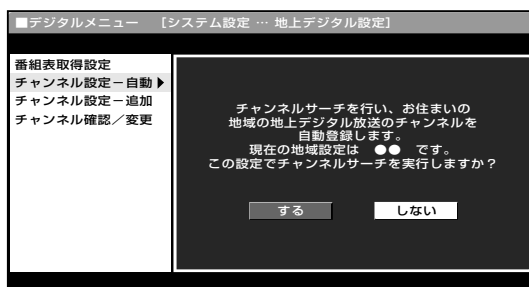 ■デジタルメニュー　[システム設定 … 地上デジタル設定]
番組表取得設定
チャンネル設定－自動▶
チャンネル設定－追加
チャンネル確認／変更
チャンネルサーチを行い、お住まいの
地域の地上デジタル放送のチャンネルを
自動登録します。
現在の地域設定は　●●　です。
この設定でチャンネルサーチを実行しますか？
する　しない